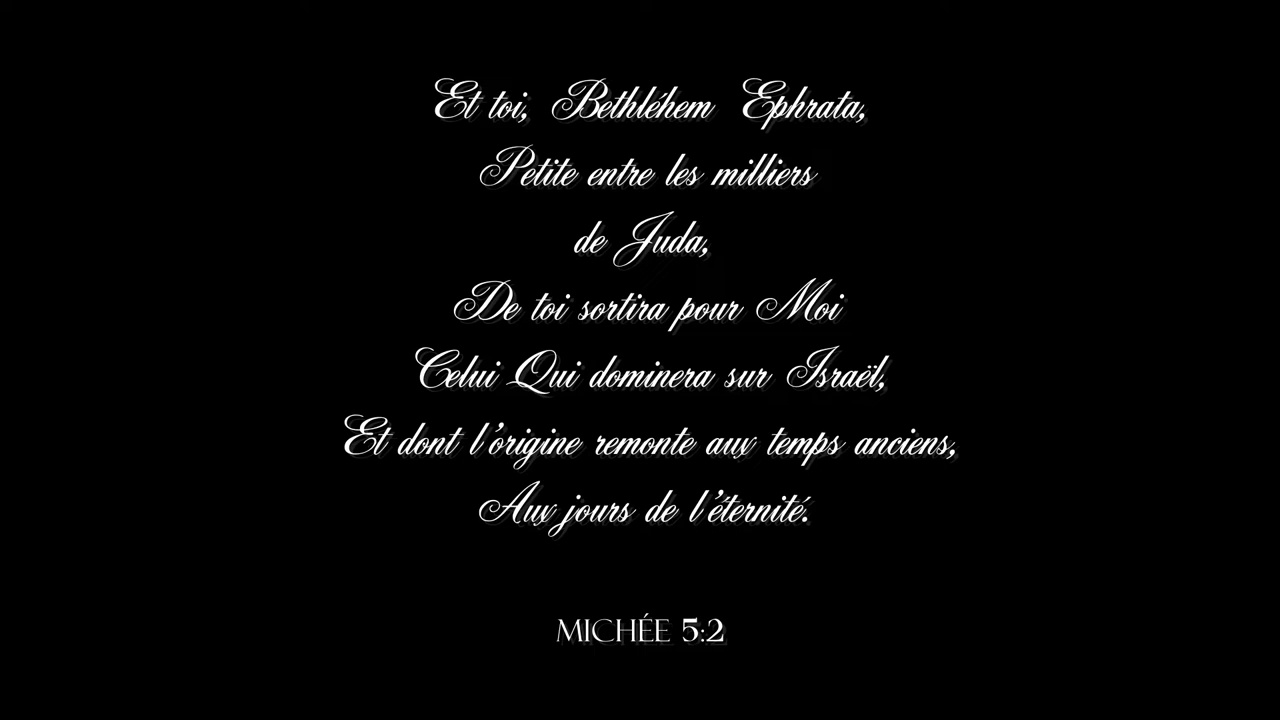 Et toi, Bethléhem Ephrata,
Petite entre les milliers
de Juda,
De toi sortira pour Moi
Celui Qui dominera sur Israël,
Et dont l'origine remonte aux temps anciens,
Aux jours de l'éternité.
MICHÉE 5:2